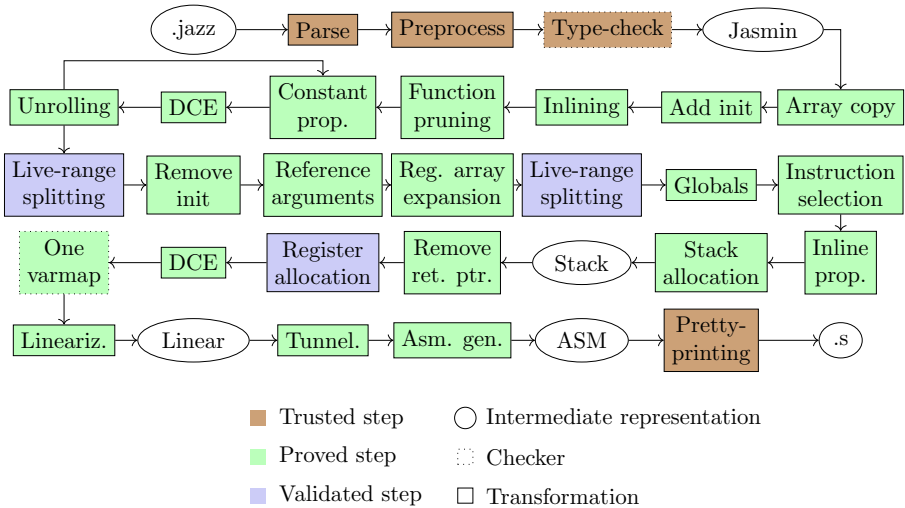 .jazz
Parse
Preprocess
Type-check
Jasmin
Unrolling
DCE
Constant
prop.
Function
pruning
Inlining
Add init
Array copy
Live-range
splitting
Remove
init
Reference
arguments
Reg. array
expansion
Live-range
splitting
Globals
Instruction
selection
One
varmap
DCE
Register
allocation
Remove
ret. ptr.
Stack
Stack
allocation
Inline
prop.
Lineariz.
Linear
Tunnel.
Asm. gen.
ASM
Pretty-
printing
.s
Trusted step
Intermediate representation
Proved step
Checker
Validated step
Transformation